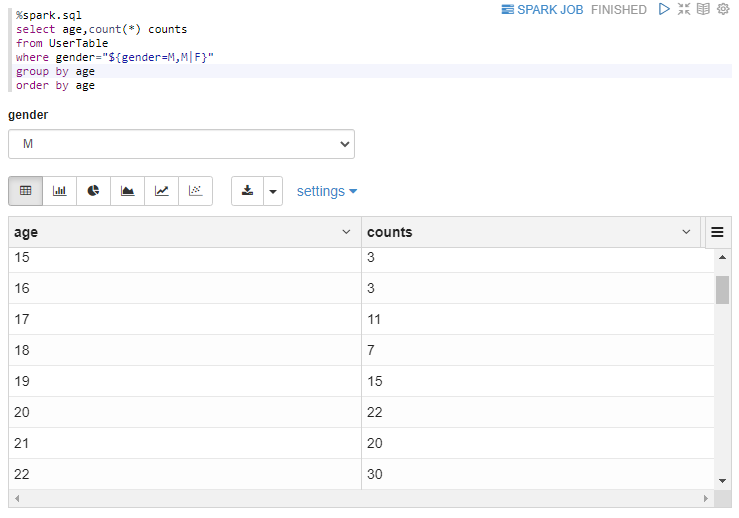 %spark.sql
SPARK JOB FINISHED
select age,count(*) counts
from UserTable
where gender="${gender=M,M|F}"
group by age
order by age
gender
M
settings
age counts
15 3
16 3
17 11
18 7
19 15
20 22
21 20
22 30